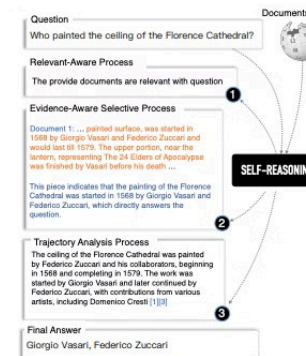 Documents
Question
Who painted the ceiling of the Florence Cathedral?
Relevant-Aware Process
The provide documents are relevant with question
1
Evidence-Aware Selective Process
Document 1: ... painted surface, was started in
1568 by Giorgio Vasari and Federico Zuccari and
would last till 1579. The upper portion, near the
lantern, representing The 24 Elders of Apocalypse
was finished by Vasari before his death ...
SELF-REASONIN
This piece indicates that the painting of the Florence
Cathedral was started in 1568 by Giorgio Vasari and
Federico Zuccari, which directly answers the
question.
2
Trajectory Analysis Process
The ceiling of the Florence Cathedral was painted
by Federico Zuccari and his collaborators, beginning
in 1568 and completing in 1579. The work was
started by Giorgio Vasari and later continued by
Federico Zuccari, with contributions from various
artists, including Domenico Cresti [1][3]
3
Final Answer
Giorgio Vasari, Federico Zuccari